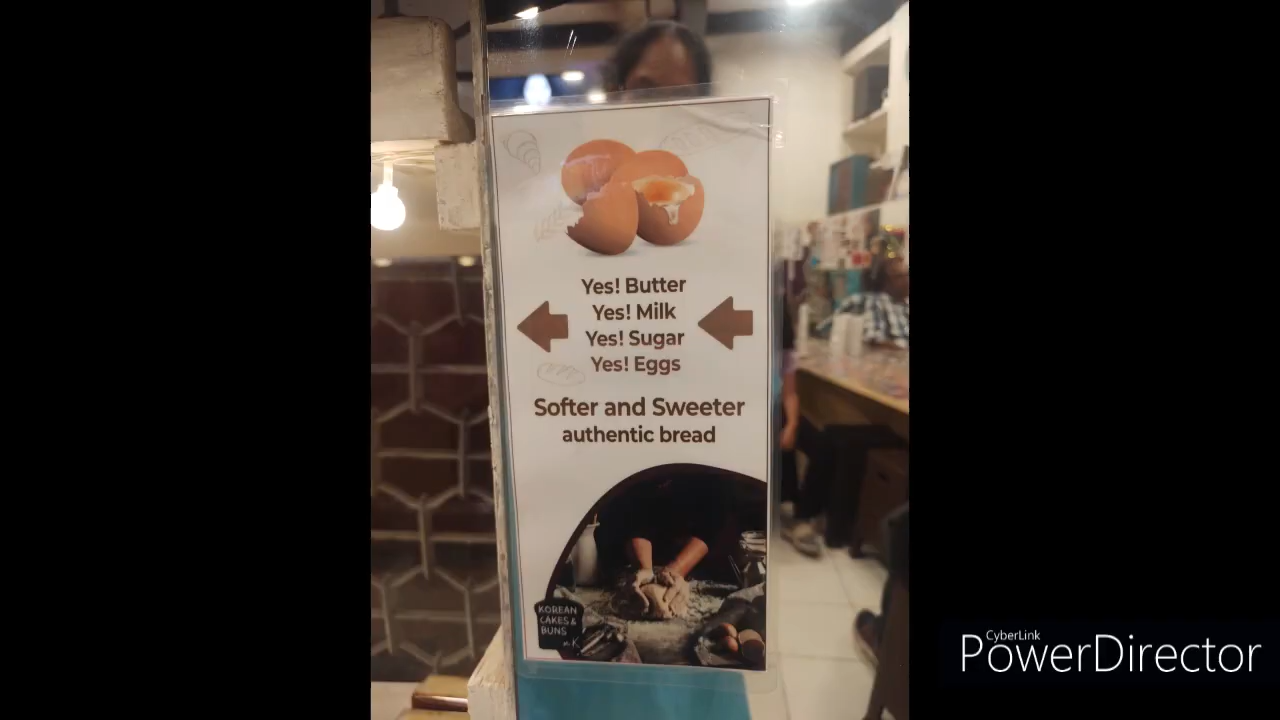 Yes! Butter
Yes! Milk
Yes! Sugar
Yes! Eggs
Softer and Sweeter
authentic bread
KOREAN
CAKES &
BUNS
CyberLink
PowerDirector